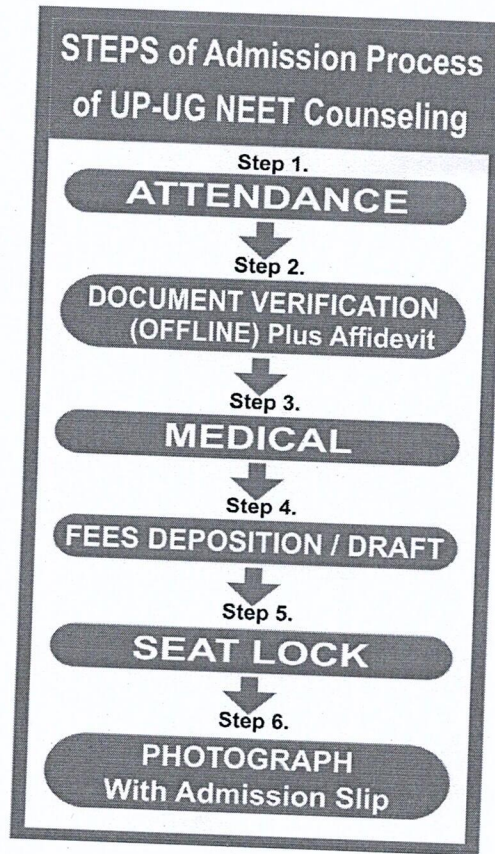 STEPS of Admission Process
of UP-UG NEET Counseling
Step 1.
ATTENDANCE
Step 2.
DOCUMENT VERIFICATION
(OFFLINE) Plus Affidevit
Step 3.
MEDICAL
Step 4.
FEES DEPOSITION / DRAFT
Step 5.
SEAT LOCK
Step 6.
PHOTOGRAPH
With Admission Slip